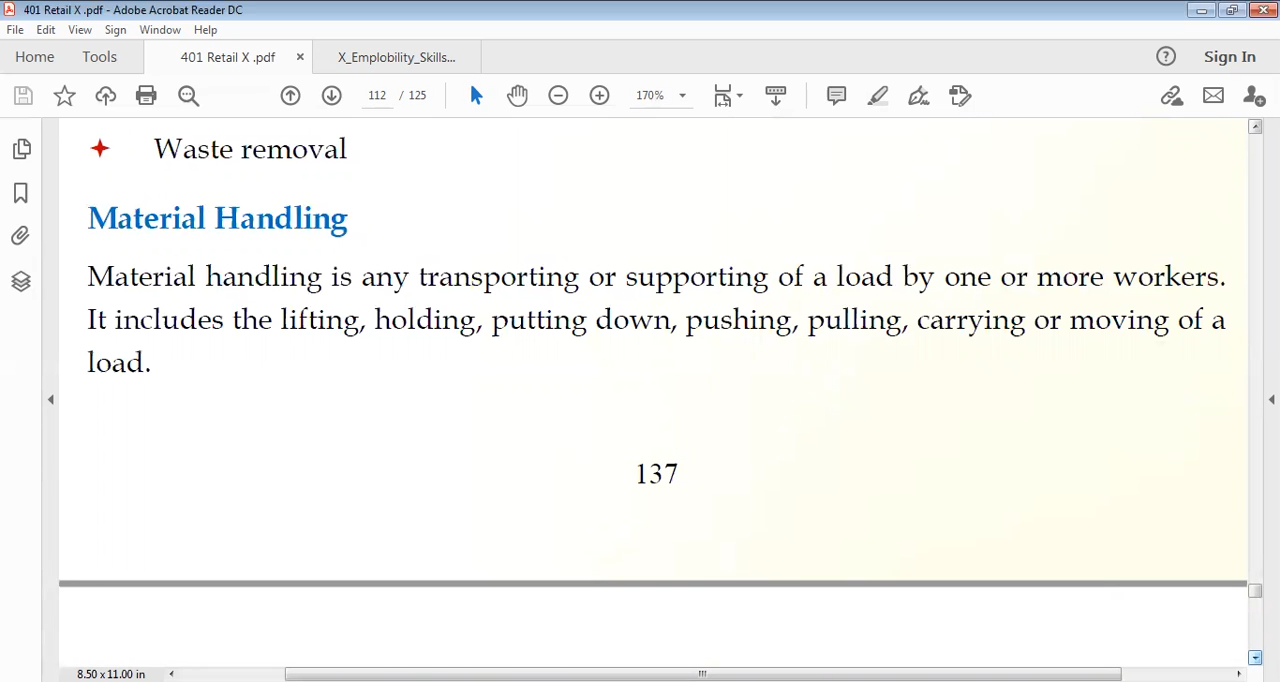 401 Retail X .pdf - Adobe Acrobat Reader DC
File Edit View Sign Window Help
Home Tools 401 Retail X .pdf × X_Emplobility_Skills... ? Sign In
112 / 125 170%
Waste removal
Material Handling
Material handling is any transporting or supporting of a load by one or more workers.
It includes the lifting, holding, putting down, pushing, pulling, carrying or moving of a
load.
137
8.50 x 11.00 in